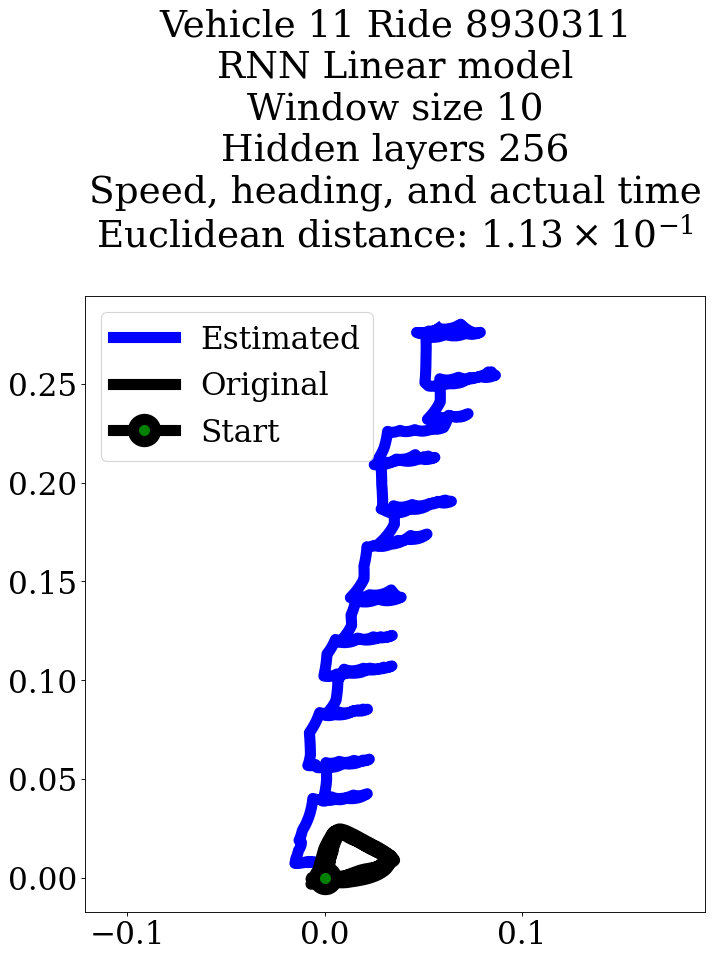 Vehicle 11 Ride 8930311
RNN Linear model
Window size 10
Hidden layers 256
Speed, heading, and actual time
Euclidean distance: 1.13 × 10⁻¹
Estimated
Original
Start
0.25
0.20
0.15
0.10
0.05
0.00
−0.1 0.0 0.1